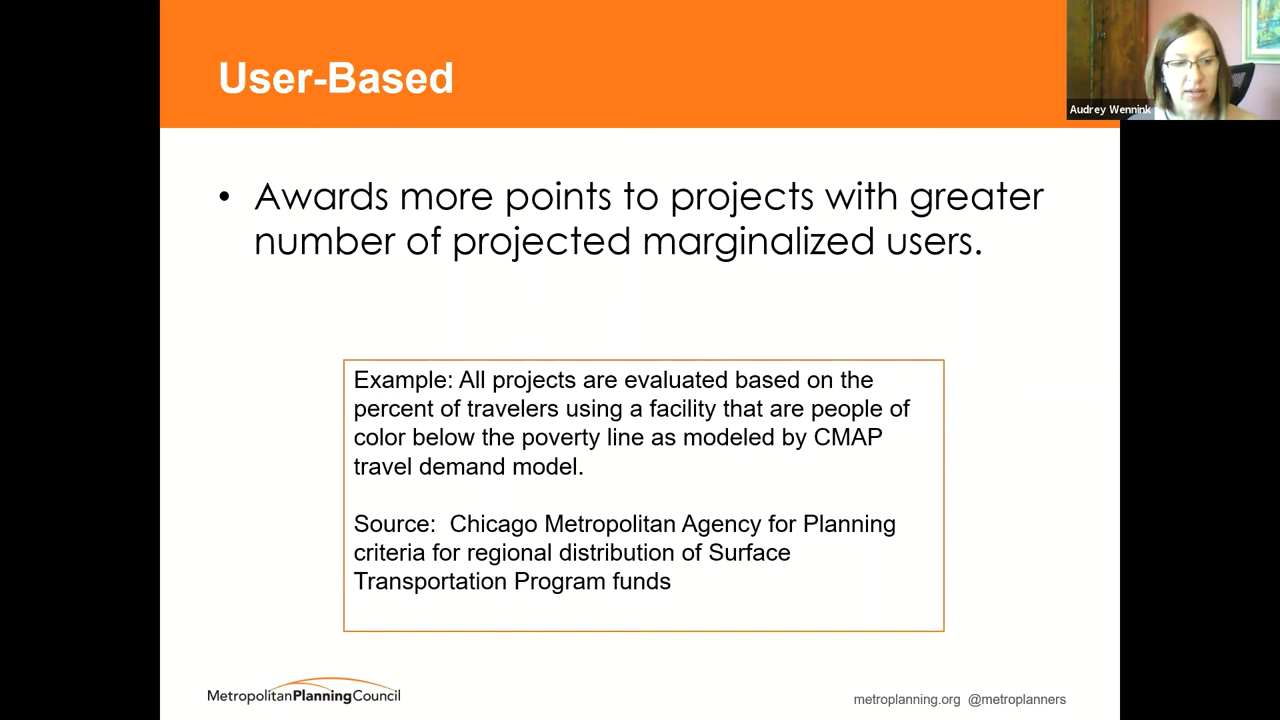 User-Based
Audrey Wennink
• Awards more points to projects with greater
number of projected marginalized users.
Example: All projects are evaluated based on the
percent of travelers using a facility that are people of
color below the poverty line as modeled by CMAP
travel demand model.
Source:  Chicago Metropolitan Agency for Planning
criteria for regional distribution of Surface
Transportation Program funds
MetropolitanPlanningCouncil
metroplanning.org @metroplanners